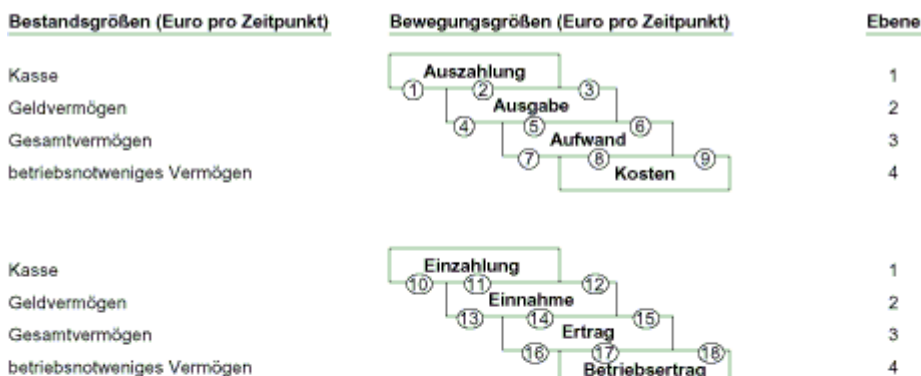 Bestandsgrößen (Euro pro Zeitpunkt) Bewegungsgrößen (Euro pro Zeitpunkt) Ebene
Kasse Auszahlung 1
1 2 3
Geldvermögen Ausgabe 2
4 5 6
Gesamtvermögen Aufwand 3
7 8 9
betriebsnotweniges Vermögen Kosten 4
Kasse Einzahlung 1
10 11 12
Geldvermögen Einnahme 2
13 14 15
Gesamtvermögen Ertrag 3
16 17 18
betriebsnotweniges Vermögen Betriebsertrag 4